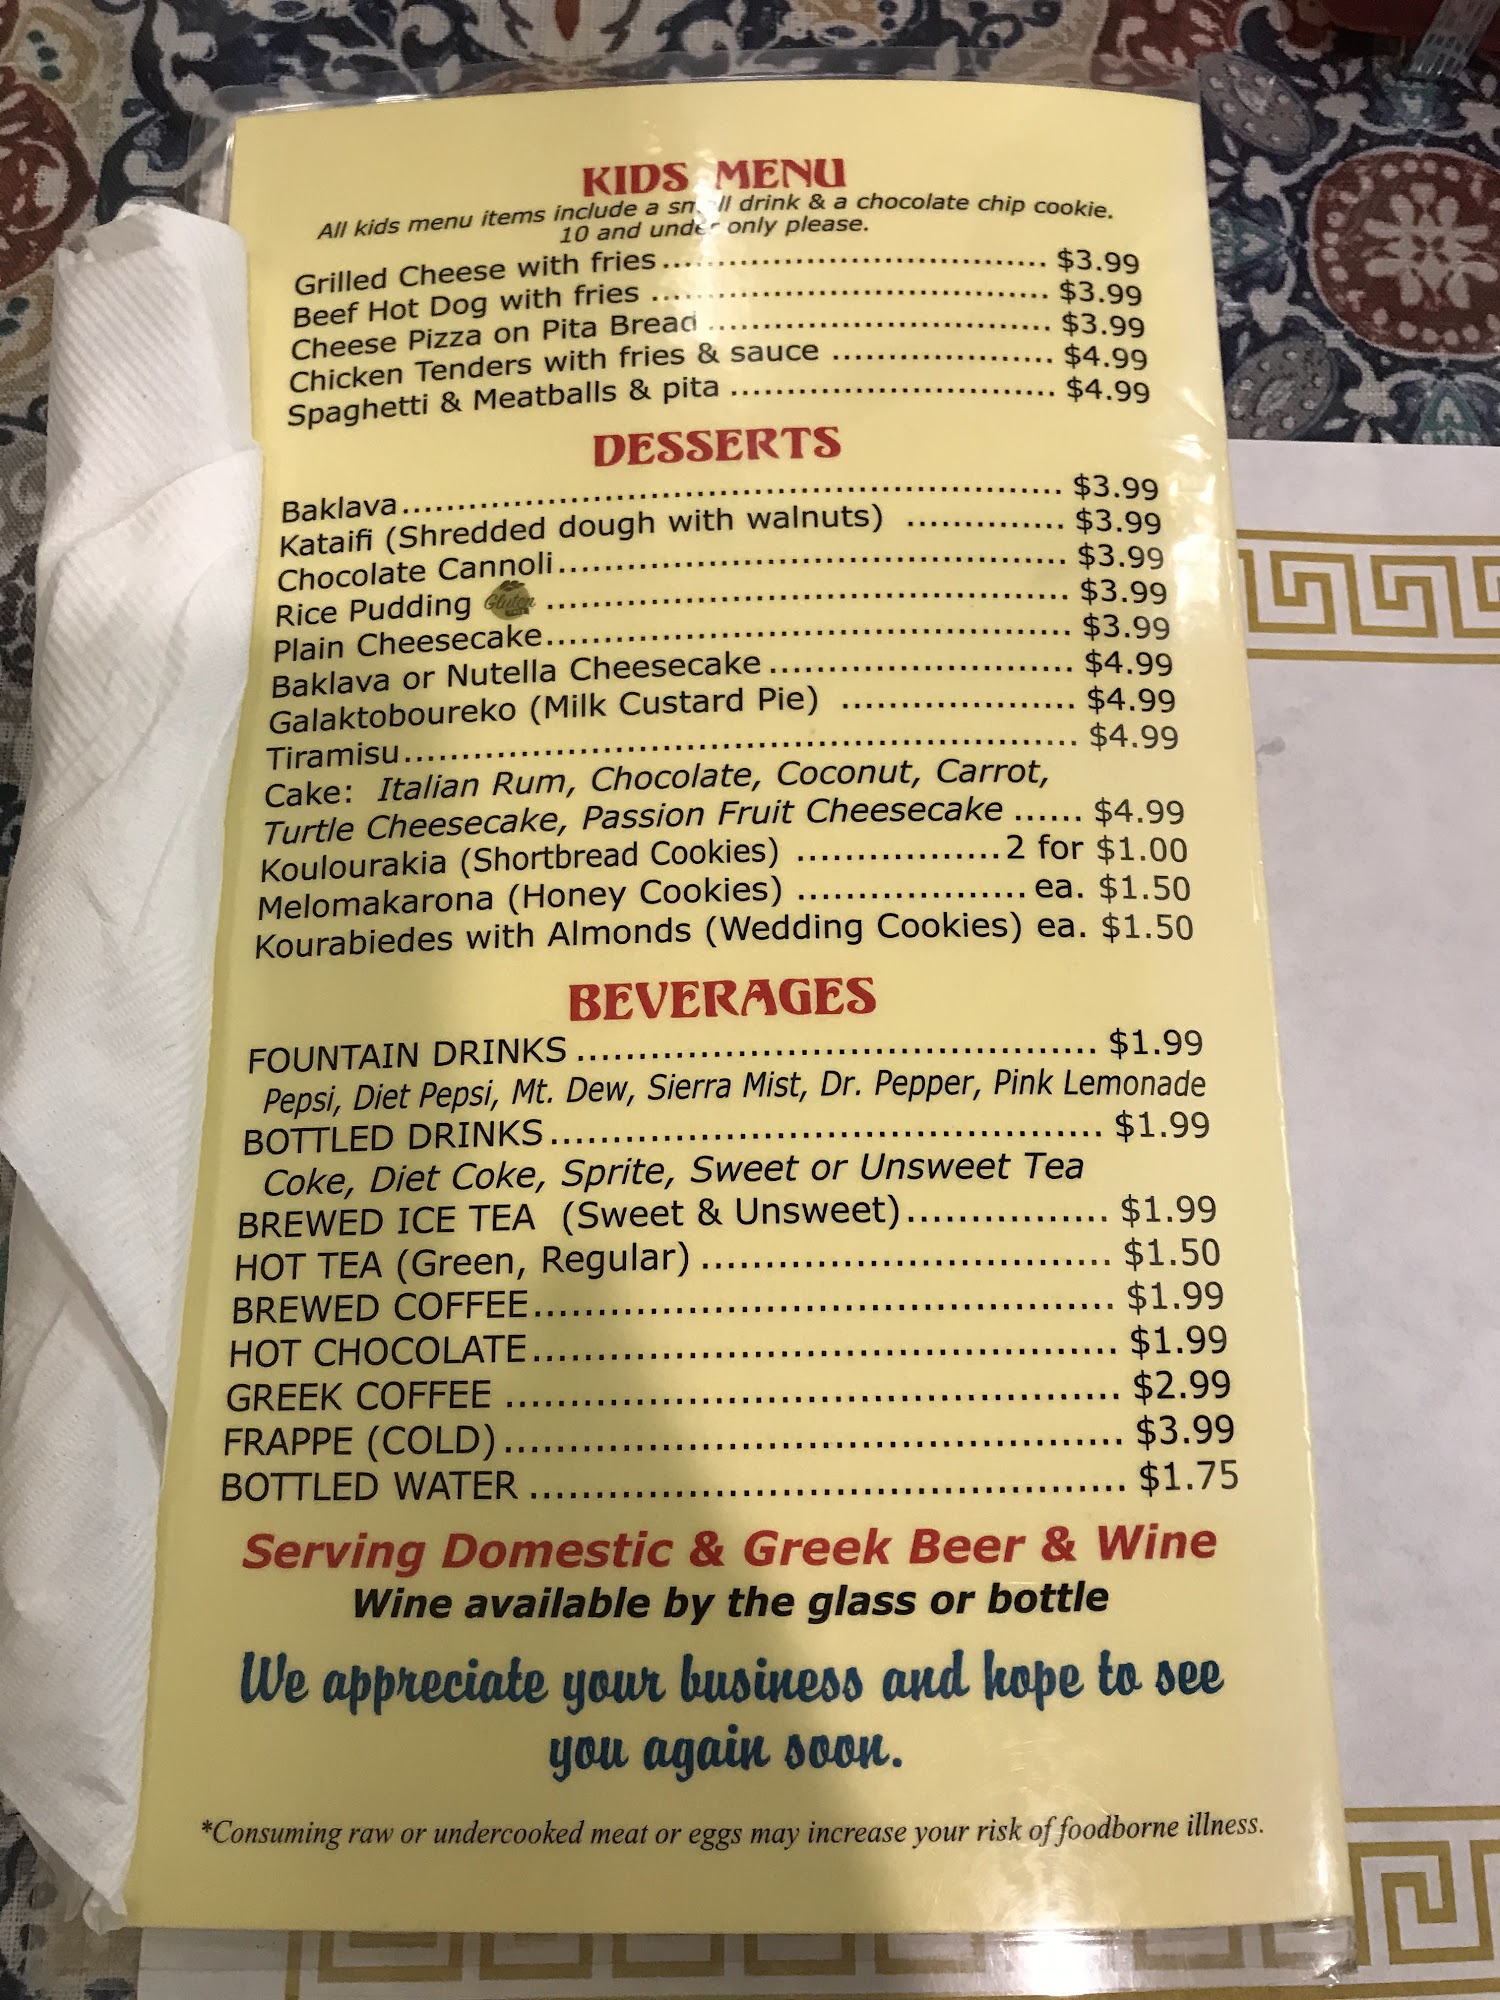 KIDS MENU
All kids menu items include a small drink & a chocolate chip cookie.
10 and under only please.
Grilled Cheese with fries .................................. $3.99
Beef Hot Dog with fries .................................... $3.99
Cheese Pizza on Pita Bread ............................... $3.99
Chicken Tenders with fries & sauce .................... $4.99
Spaghetti & Meatballs & pita ............................. $4.99
DESSERTS
Baklava......................................................... $3.99
Kataifi (Shredded dough with walnuts) .............. $3.99
Chocolate Cannoli............................................ $3.99
Rice Pudding Gluten ............................................. $3.99
Plain Cheesecake............................................. $3.99
Baklava or Nutella Cheesecake .......................... $4.99
Galaktoboureko (Milk Custard Pie) .................... $4.99
Tiramisu.......................................................... $4.99
Cake: Italian Rum, Chocolate, Coconut, Carrot,
Turtle Cheesecake, Passion Fruit Cheesecake ...... $4.99
Koulourakia (Shortbread Cookies) ..................2 for $1.00
Melomakarona (Honey Cookies) .................... ea. $1.50
Kourabiedes with Almonds (Wedding Cookies) ea. $1.50
BEVERAGES
FOUNTAIN DRINKS .......................................... $1.99
Pepsi, Diet Pepsi, Mt. Dew, Sierra Mist, Dr. Pepper, Pink Lemonade
BOTTLED DRINKS............................................. $1.99
Coke, Diet Coke, Sprite, Sweet or Unsweet Tea
BREWED ICE TEA (Sweet & Unsweet)................ $1.99
HOT TEA (Green, Regular) ................................ $1.50
BREWED COFFEE.............................................. $1.99
HOT CHOCOLATE.............................................. $1.99
GREEK COFFEE ................................................ $2.99
FRAPPE (COLD)................................................ $3.99
BOTTLED WATER .............................................. $1.75
Serving Domestic & Greek Beer & Wine
Wine available by the glass or bottle
We appreciate your business and hope to see
you again soon.
*Consuming raw or undercooked meat or eggs may increase your risk of foodborne illness.